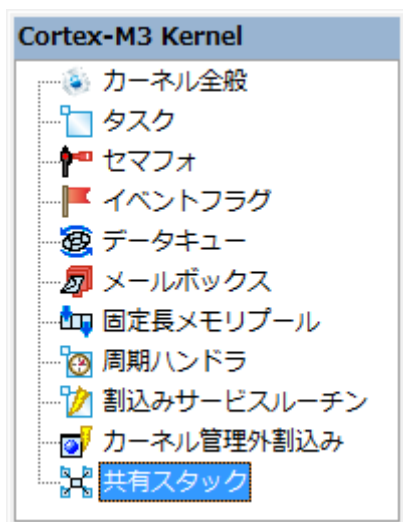 Cortex-M3 Kernel
カーネル全般
タスク
セマフォ
イベントフラグ
データキュー
メールボックス
固定長メモリプール
周期ハンドラ
割込みサービスルーチン
カーネル管理外割込み
共有スタック